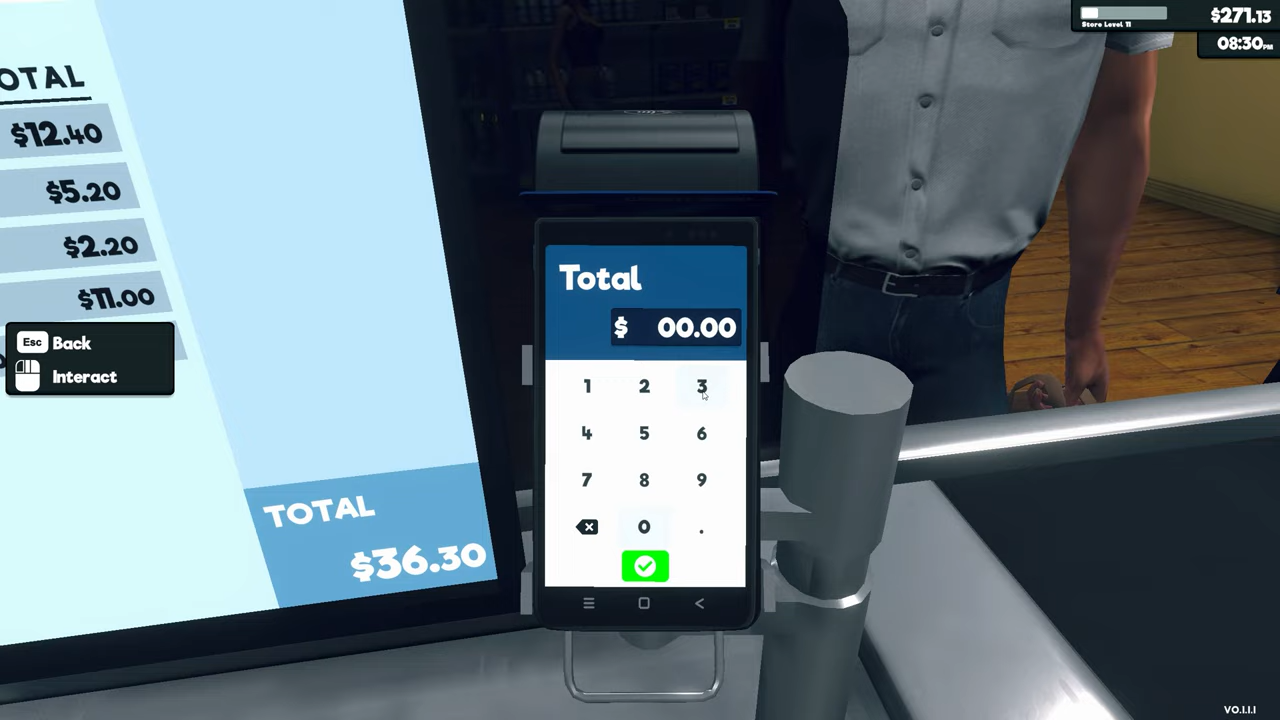 $271.13
Store Level 11
08:30PM
OTAL
$12.40
$5.20
$2.20
$11.00
Esc Back
Interact
Total
$ 00.00
1 2 3
4 5 6
7 8 9
0 .
TOTAL
$36.30
V0.1.1.1